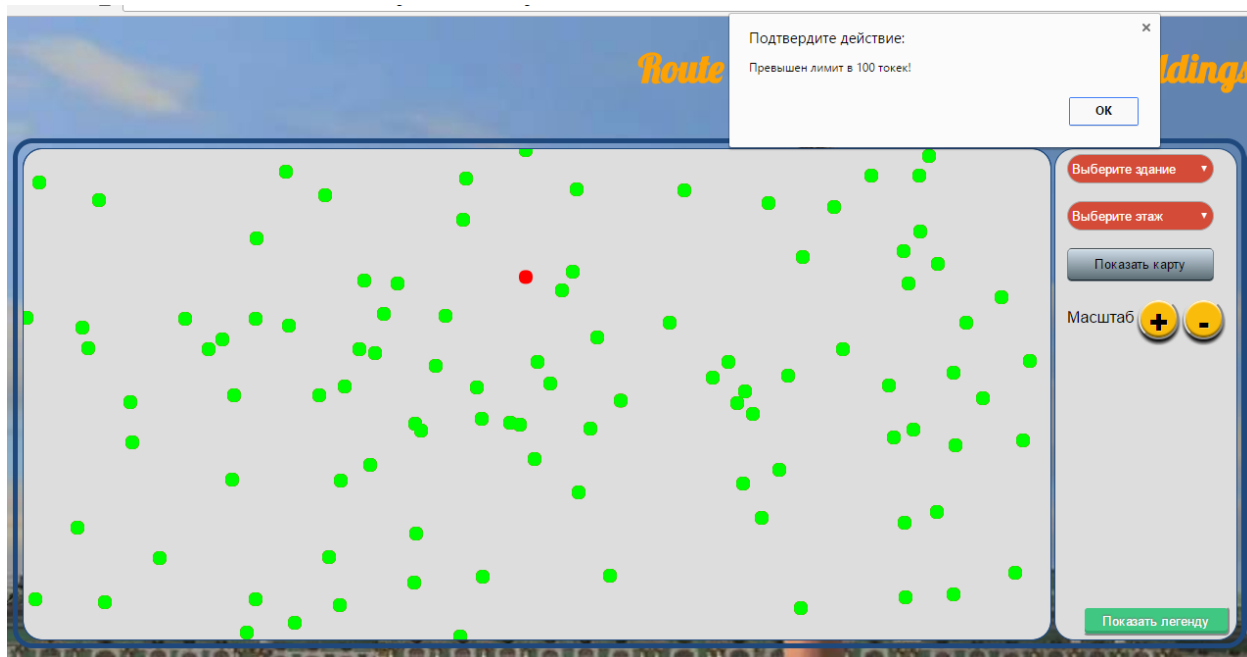 Подтвердите действие:
×
Превышен лимит в 100 токек!
Route
ldings
OK
Выберите здание
Выберите этаж
Показать карту
Масштаб + -
Показать легенду